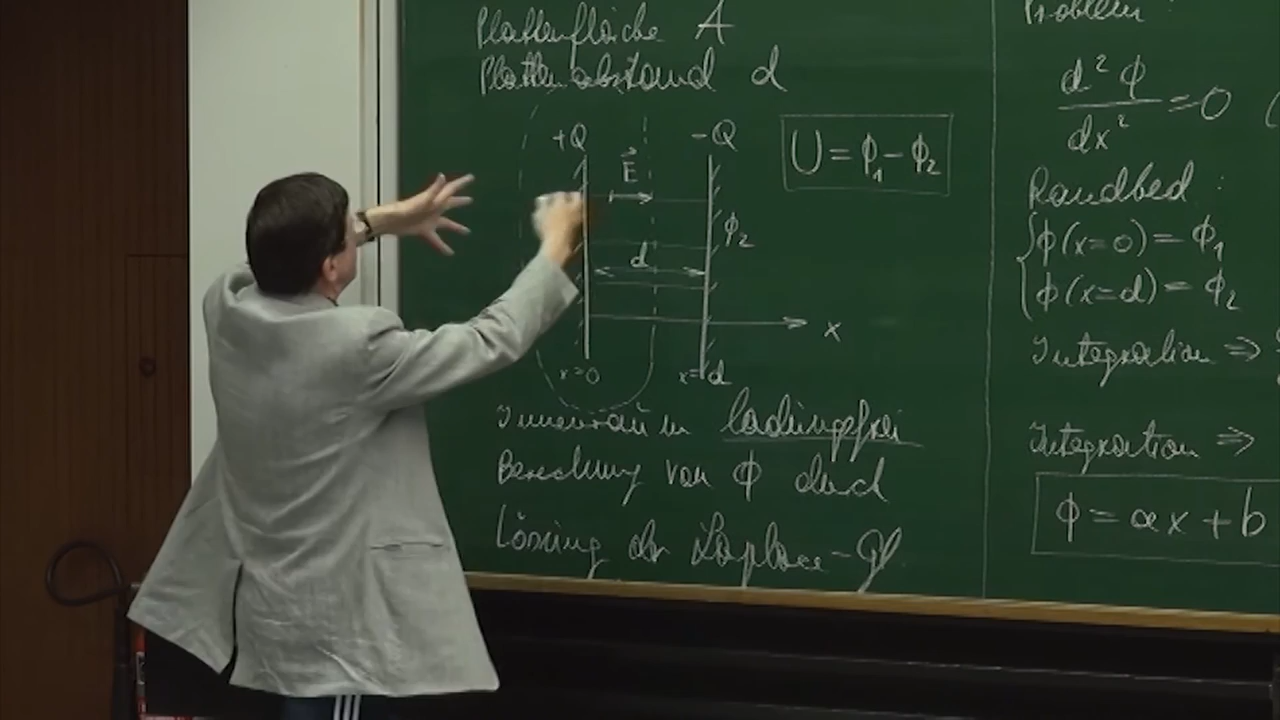 Plattenfläche A
Plattenabstand d
+Q
-Q
E
U = ϕ₁ - ϕ₂
ϕ₂
d
x
x=0
x=d
Innenraum ladungsfrei
Berechnung von ϕ durch
Lösung der Laplace-Gl
Problem:
d²ϕ/dx² = 0 (
Randbed :
ϕ(x=0) = ϕ₁
ϕ(x=d) = ϕ₂
Integration ⇒
Integration ⇒
ϕ = ax + b